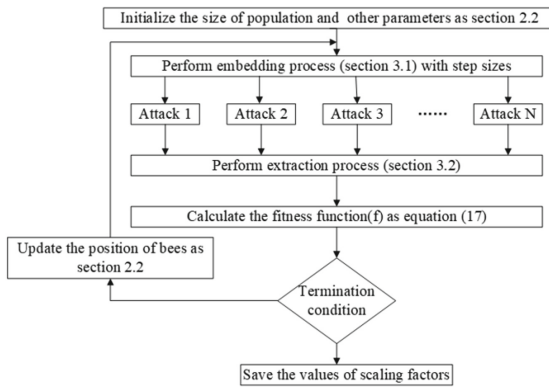 Initialize the size of population and other parameters as section 2.2
Perform embedding process (section 3.1) with step sizes
Attack 1 Attack 2 Attack 3 ...... Attack N
Perform extraction process (section 3.2)
Calculate the fitness function(f) as equation (17)
Update the position of bees as
section 2.2
Termination
condition
Save the values of scaling factors